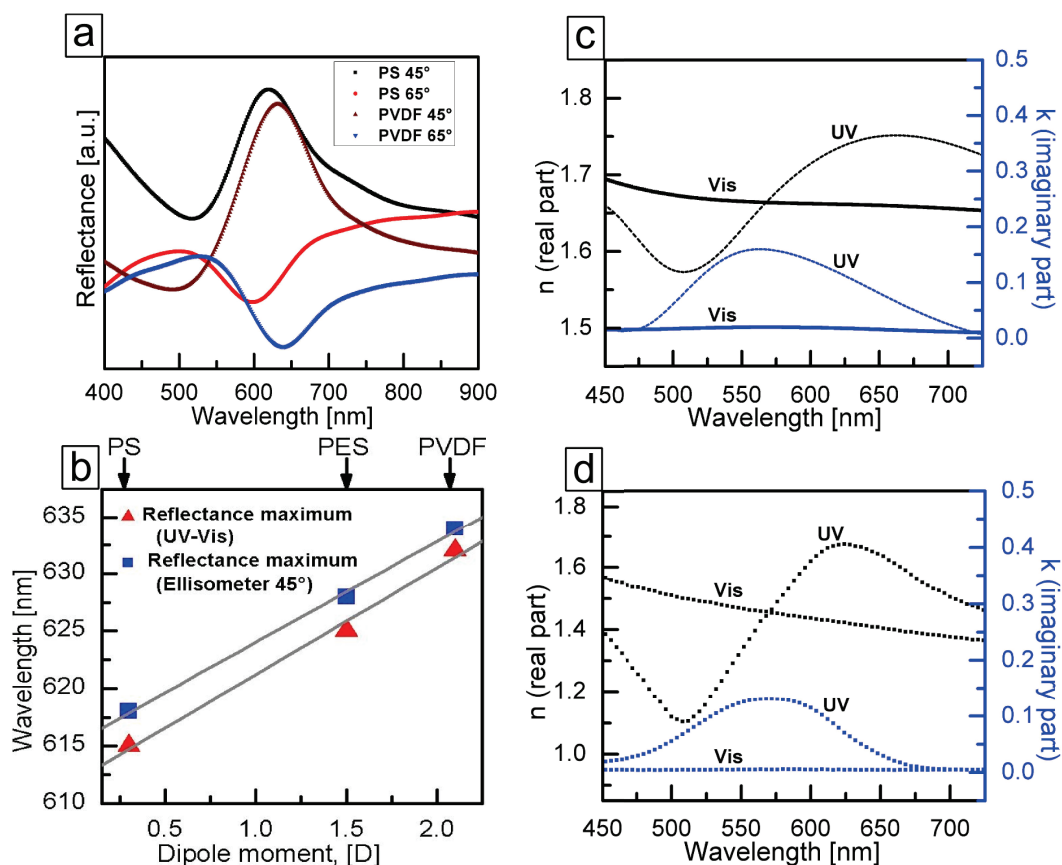 a
Reflectance [a.u.]
PS 45°
PS 65°
PVDF 45°
PVDF 65°
400 500 600 700 800 900
Wavelength [nm]
c
n (real part)
1.8
1.7
1.6
1.5
UV
Vis
UV
Vis
0.5
0.4
0.3
0.2
0.1
0.0
k (imaginary part)
450 500 550 600 650 700
Wavelength [nm]
b
PS PES PVDF
Wavelength [nm]
635
630
625
620
615
610
Reflectance maximum
(UV-Vis)
Reflectance maximum
(Ellisometer 45°)
0.5 1.0 1.5 2.0
Dipole moment, [D]
d
n (real part)
1.8
1.6
1.4
1.2
1.0
UV
Vis
UV
Vis
0.5
0.4
0.3
0.2
0.1
0.0
k (imaginary part)
450 500 550 600 650 700
Wavelength [nm]